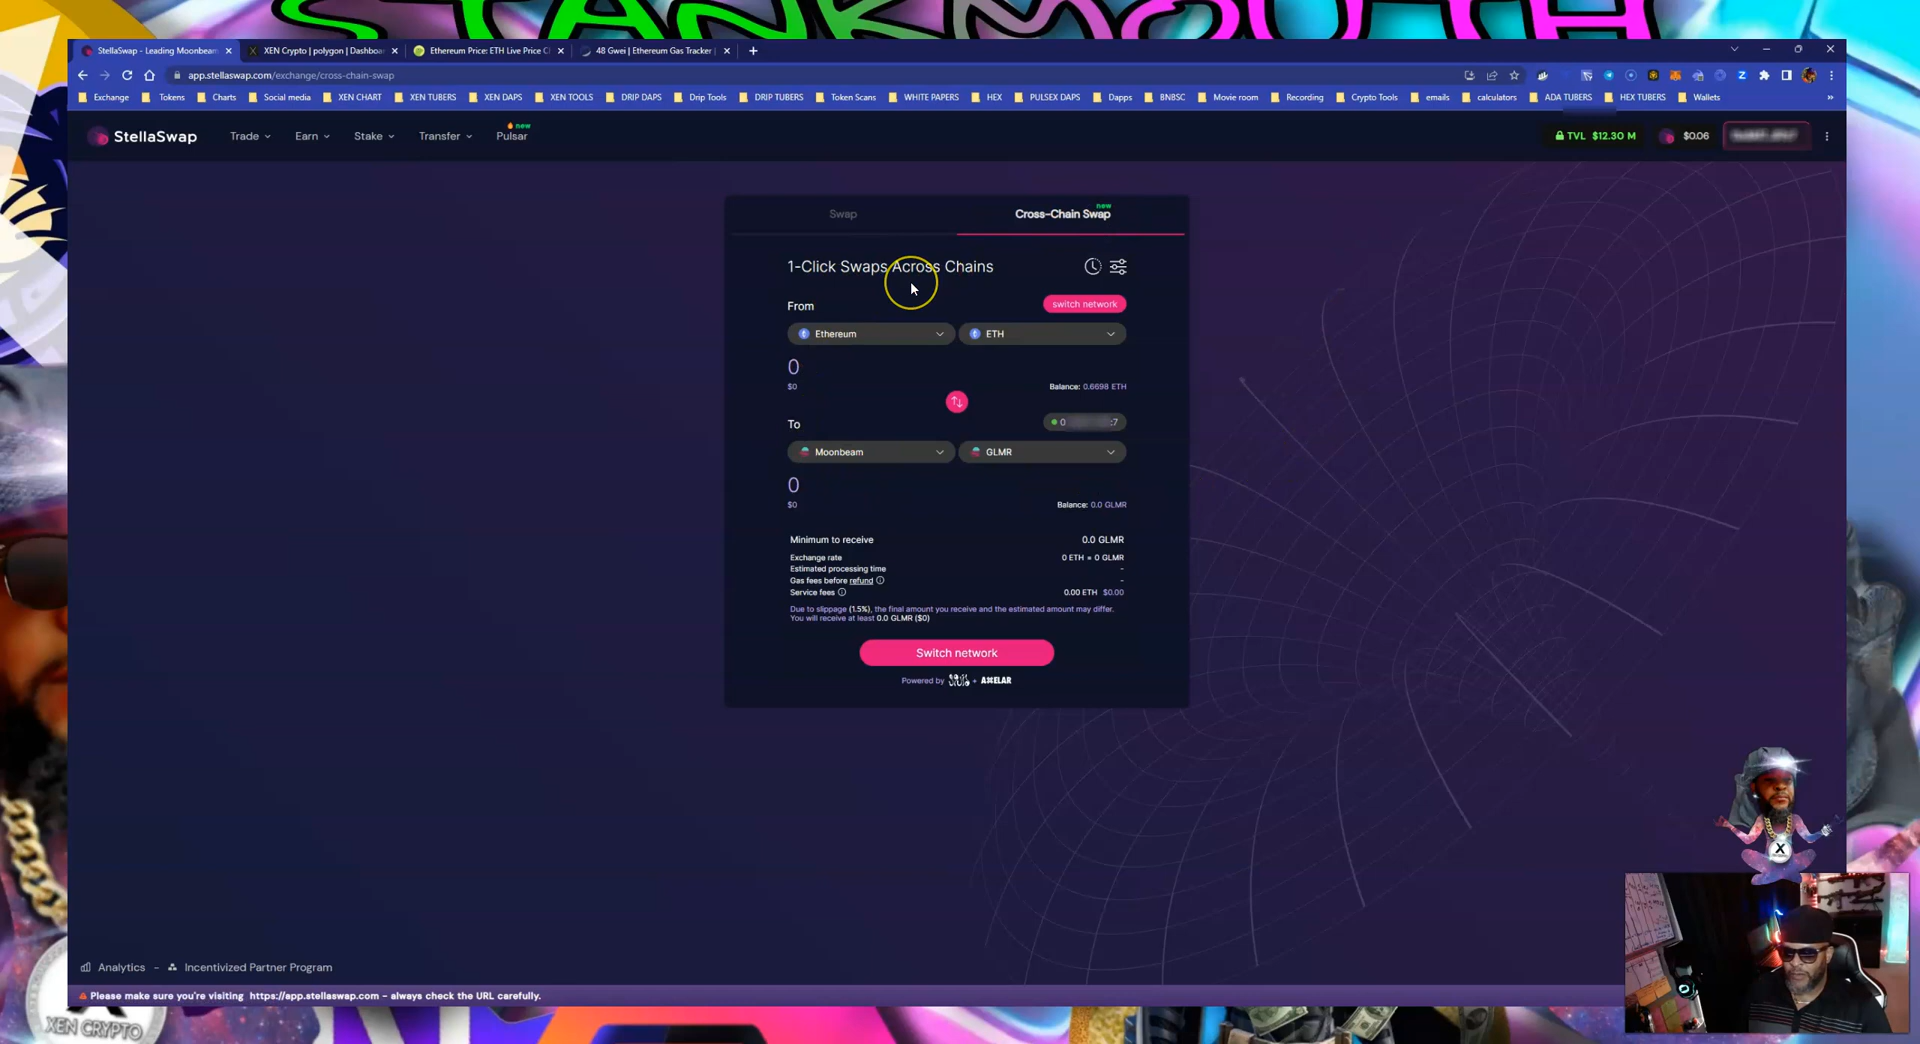 STANKMOUTH
StellaSwap - Leading Moonbeam
XEN Crypto | polygon | Dashboa
Ethereum Price: ETH Live Price C
48 Gwei | Ethereum Gas Tracker
app.stellaswap.com/exchange/cross-chain-swap
Exchange Tokens Charts Social media XEN CHART XEN TUBERS XEN DAPS XEN TOOLS DRIP DAPS Drip Tools DRIP TUBERS Token Scans WHITE PAPERS HEX PULSEX DAPS Dapps BNBSC Movie room Recording Crypto Tools emails calculators ADA TUBERS HEX TUBERS Wallets
StellaSwap Trade Earn Stake Transfer Pulsar new
TVL $12.30 M $0.06
Swap Cross-Chain Swap new
1-Click Swaps Across Chains
From switch network
Ethereum ETH
0
$0 Balance: 0.6698 ETH
To 0 :7
Moonbeam GLMR
0
$0 Balance: 0.0 GLMR
Minimum to receive 0.0 GLMR
Exchange rate 0 ETH = 0 GLMR
Estimated processing time -
Gas fees before refund -
Service fees 0.00 ETH $0.00
Due to slippage (1.5%), the final amount you receive and the estimated amount may differ.
You will receive at least 0.0 GLMR ($0)
Switch network
Powered by + AXELAR
X
Analytics - Incentivized Partner Program
Please make sure you're visiting https://app.stellaswap.com - always check the URL carefully.
XEN CRYPTO